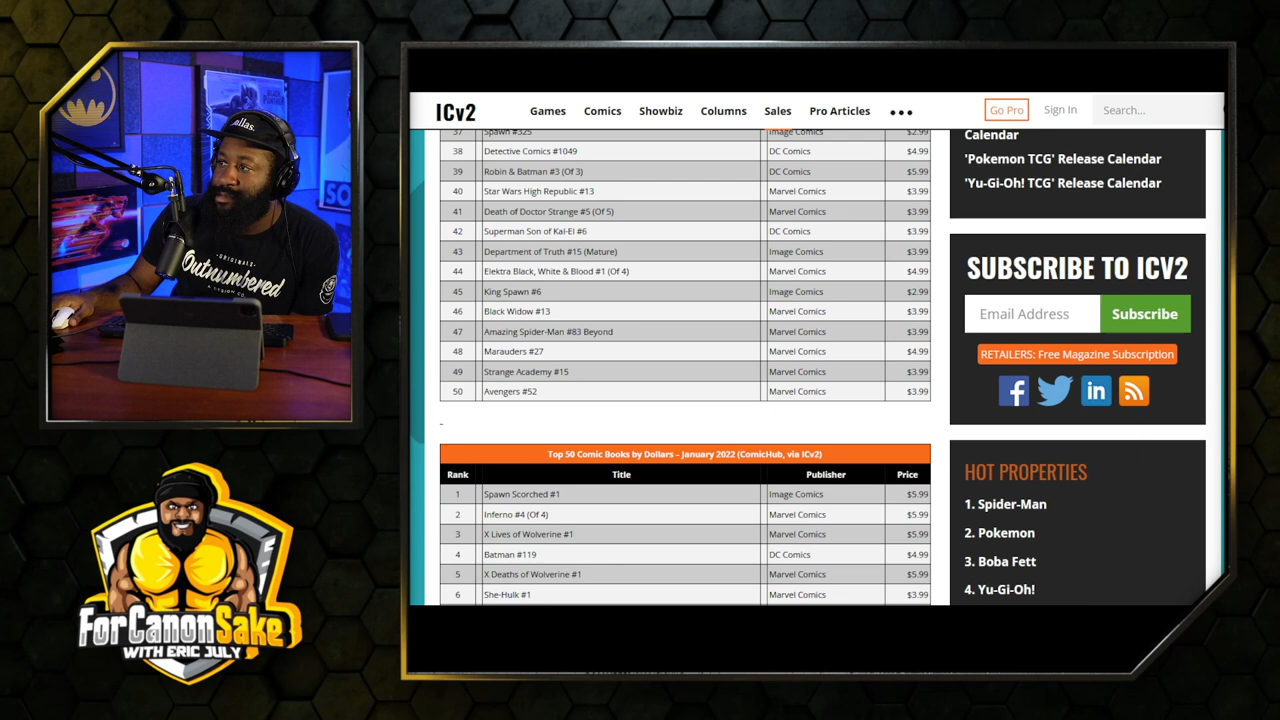 ICv2
Games Comics Showbiz Columns Sales Pro Articles •••
Go Pro
Sign In
Search...
37 Spawn #325 Image Comics $2.99
38 Detective Comics #1049 DC Comics $4.99
39 Robin & Batman #3 (Of 3) DC Comics $5.99
40 Star Wars High Republic #13 Marvel Comics $3.99
41 Death of Doctor Strange #5 (Of 5) Marvel Comics $3.99
42 Superman Son of Kal-El #6 DC Comics $3.99
43 Department of Truth #15 (Mature) Image Comics $3.99
44 Elektra Black, White & Blood #1 (Of 4) Marvel Comics $4.99
45 King Spawn #6 Image Comics $2.99
46 Black Widow #13 Marvel Comics $3.99
47 Amazing Spider-Man #83 Beyond Marvel Comics $3.99
48 Marauders #27 Marvel Comics $4.99
49 Strange Academy #15 Marvel Comics $3.99
50 Avengers #52 Marvel Comics $3.99
Top 50 Comic Books by Dollars – January 2022 (ComicHub, via ICv2)
Rank Title Publisher Price
1 Spawn Scorched #1 Image Comics $5.99
2 Inferno #4 (Of 4) Marvel Comics $5.99
3 X Lives of Wolverine #1 Marvel Comics $5.99
4 Batman #119 DC Comics $4.99
5 X Deaths of Wolverine #1 Marvel Comics $5.99
6 She-Hulk #1 Marvel Comics $3.99
Calendar
'Pokemon TCG' Release Calendar
'Yu-Gi-Oh! TCG' Release Calendar
SUBSCRIBE TO ICV2
Email Address
Subscribe
RETAILERS: Free Magazine Subscription
HOT PROPERTIES
1. Spider-Man
2. Pokemon
3. Boba Fett
4. Yu-Gi-Oh!
ORIGINALS
Outnumbered
ForCanonSake
WITH ERIC JULY